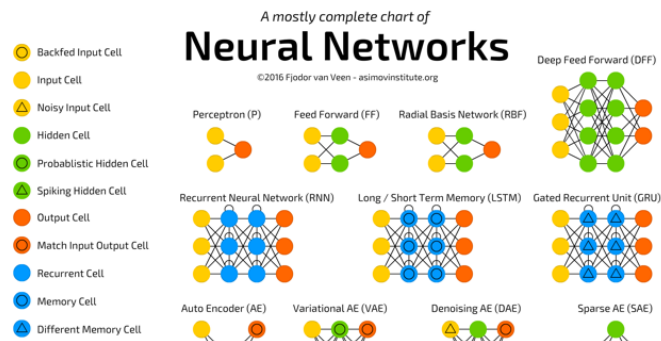 A mostly complete chart of
Neural Networks
©2016 Fjodor van Veen - asimovinstitute.org
Backfed Input Cell
Input Cell
Noisy Input Cell
Hidden Cell
Probablistic Hidden Cell
Spiking Hidden Cell
Output Cell
Match Input Output Cell
Recurrent Cell
Memory Cell
Different Memory Cell
Deep Feed Forward (DFF)
Perceptron (P)
Feed Forward (FF)
Radial Basis Network (RBF)
Recurrent Neural Network (RNN)
Long / Short Term Memory (LSTM)
Gated Recurrent Unit (GRU)
Auto Encoder (AE)
Variational AE (VAE)
Denoising AE (DAE)
Sparse AE (SAE)